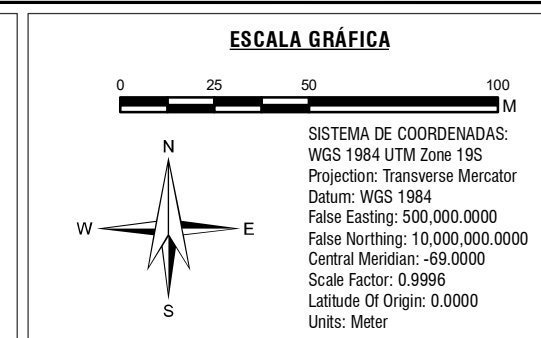 ESCALA GRÁFICA
0 25 50 100
M
N
W E
S
SISTEMA DE COORDENADAS:
WGS 1984 UTM Zone 19S
Projection: Transverse Mercator
Datum: WGS 1984
False Easting: 500,000.0000
False Northing: 10,000,000.0000
Central Meridian: -69.0000
Scale Factor: 0.9996
Latitude Of Origin: 0.0000
Units: Meter